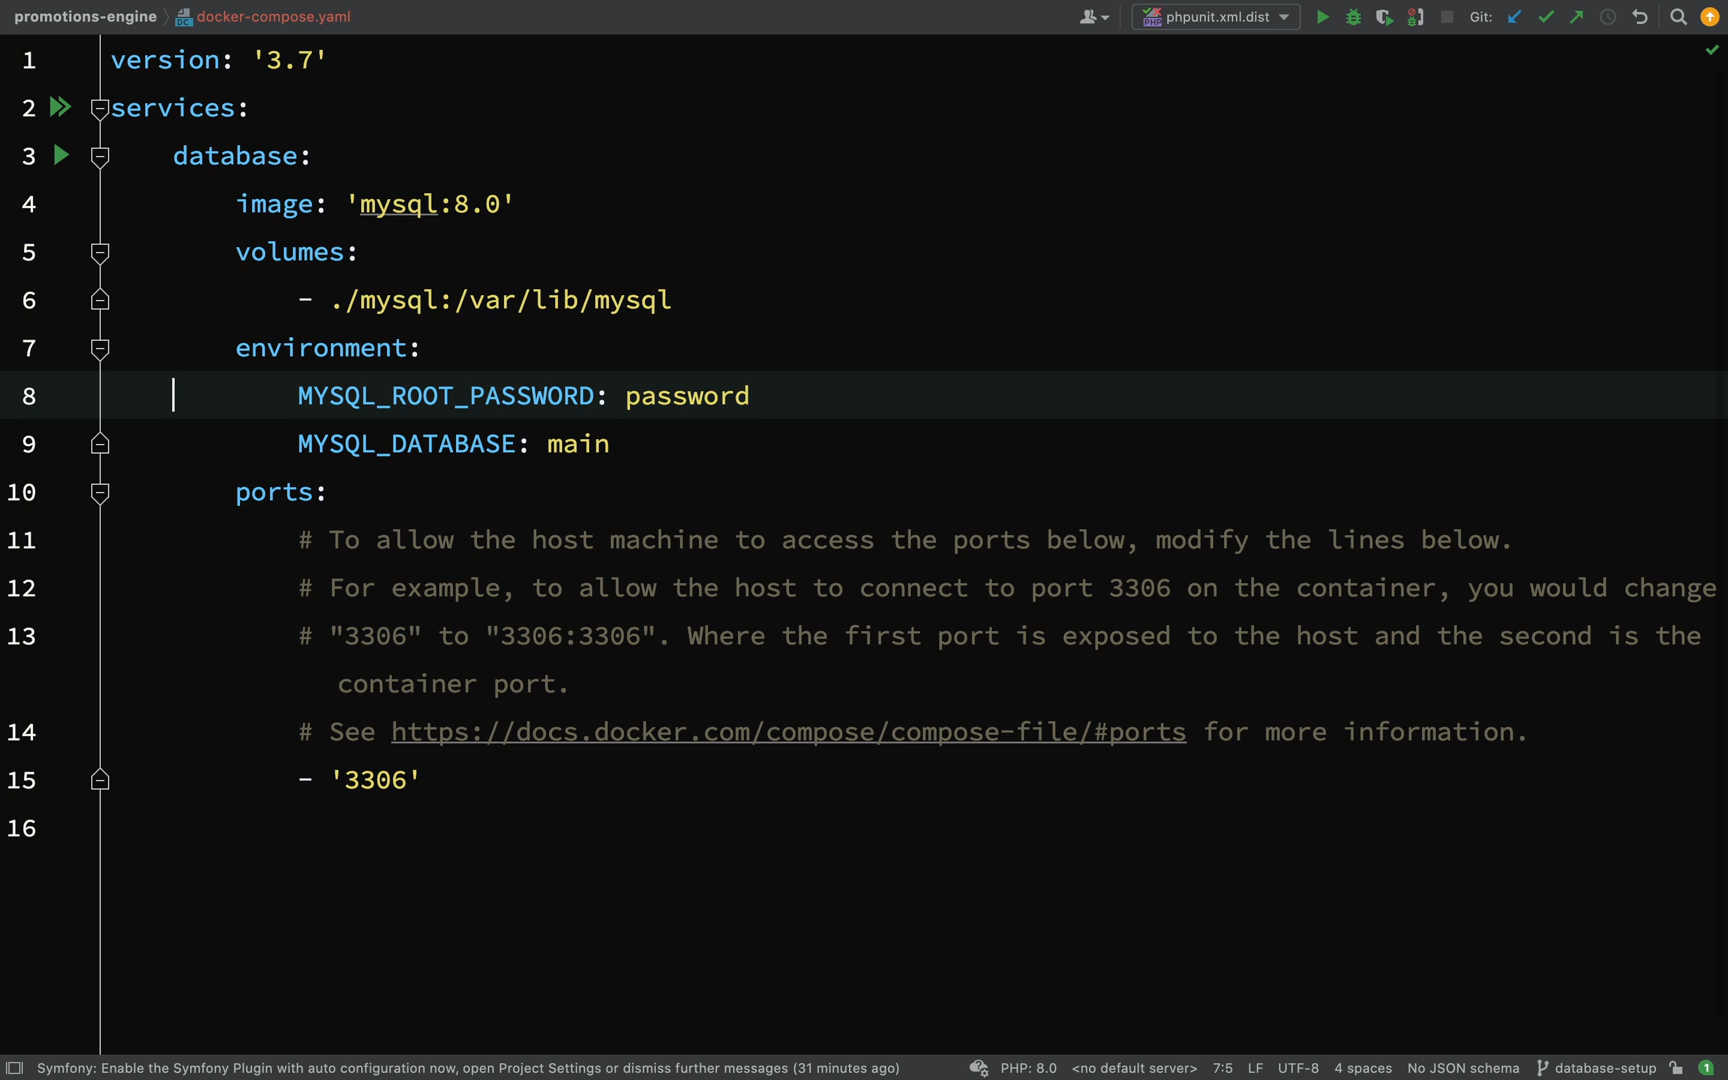 promotions-engine docker-compose.yaml phpunit.xml.dist Git:
1 version: '3.7'
2 services:
3 database:
4 image: 'mysql:8.0'
5 volumes:
6 - ./mysql:/var/lib/mysql
7 environment:
8 MYSQL_ROOT_PASSWORD: password
9 MYSQL_DATABASE: main
10 ports:
11 # To allow the host machine to access the ports below, modify the lines below.
12 # For example, to allow the host to connect to port 3306 on the container, you would change
13 # "3306" to "3306:3306". Where the first port is exposed to the host and the second is the
container port.
14 # See https://docs.docker.com/compose/compose-file/#ports for more information.
15 - '3306'
16
Symfony: Enable the Symfony Plugin with auto configuration now, open Project Settings or dismiss further messages (31 minutes ago) PHP: 8.0 <no default server> 7:5 LF UTF-8 4 spaces No JSON schema database-setup 1